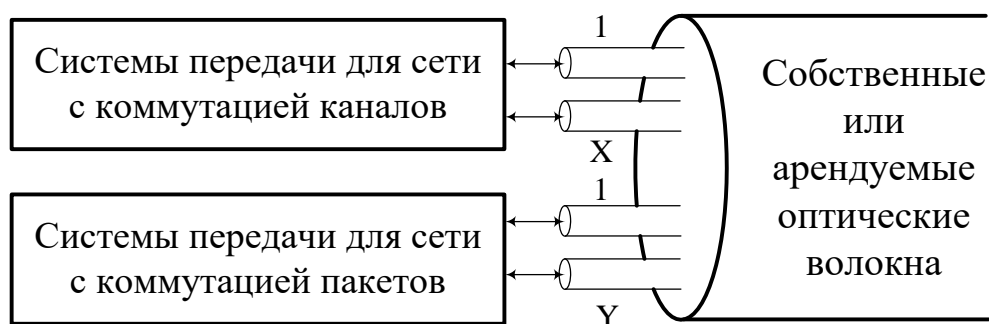 Системы передачи для сети
с коммутацией каналов
1
X
Системы передачи для сети
с коммутацией пакетов
1
Y
Собственные
или
арендуемые
оптические
волокна